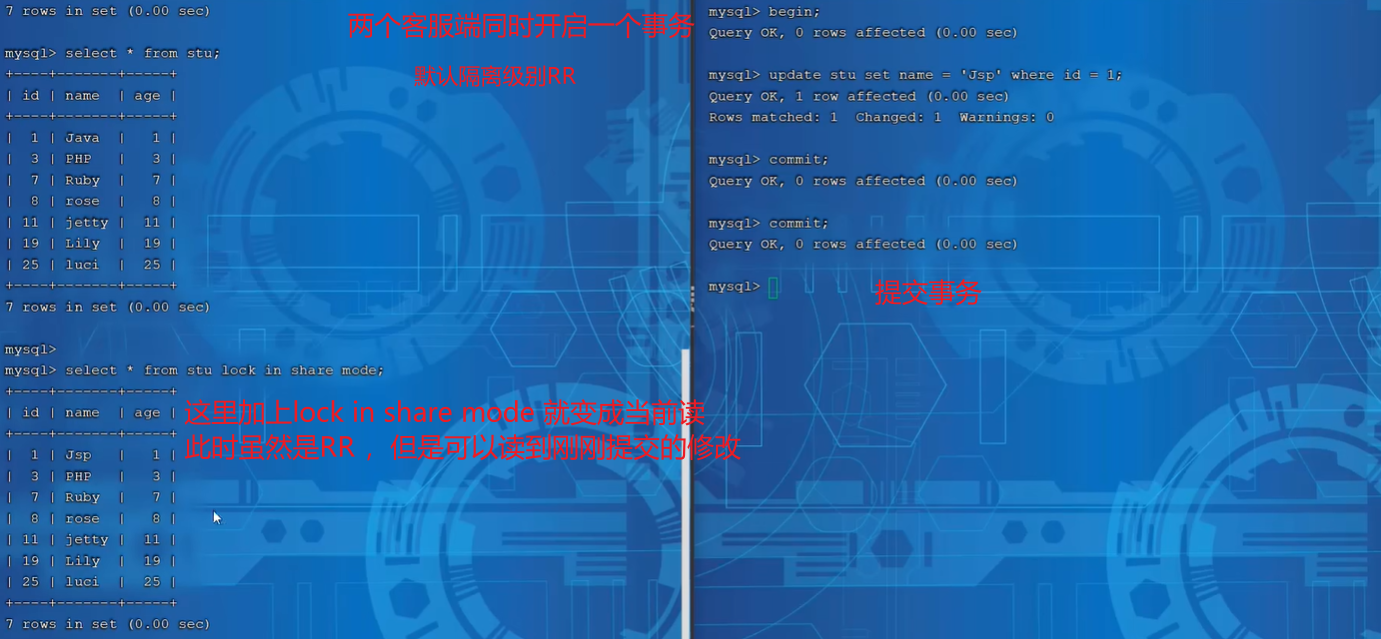 7 rows in set (0.00 sec)
mysql> select * from stu;
+----+-------+-----+
| id | name | age |
+----+-------+-----+
| 1 | Java | 1 |
| 3 | PHP | 3 |
| 7 | Ruby | 7 |
| 8 | rose | 8 |
| 11 | jetty | 11 |
| 19 | Lily | 19 |
| 25 | luci | 25 |
+----+-------+-----+
7 rows in set (0.00 sec)
mysql>
mysql> select * from stu lock in share mode;
+----+-------+-----+
| id | name | age |
+----+-------+-----+
| 1 | Jsp | 1 |
| 3 | PHP | 3 |
| 7 | Ruby | 7 |
| 8 | rose | 8 |
| 11 | jetty | 11 |
| 19 | Lily | 19 |
| 25 | luci | 25 |
+----+-------+-----+
7 rows in set (0.00 sec)
两个客服端同时开启一个事务
默认隔离级别RR
这里加上lock in share mode 就变成当前读
此时虽然是RR ，但是可以读到刚刚提交的修改
mysql> begin;
Query OK, 0 rows affected (0.00 sec)
mysql> update stu set name = 'Jsp' where id = 1;
Query OK, 1 row affected (0.00 sec)
Rows matched: 1 Changed: 1 Warnings: 0
mysql> commit;
Query OK, 0 rows affected (0.00 sec)
mysql> commit;
Query OK, 0 rows affected (0.00 sec)
mysql>
提交事务